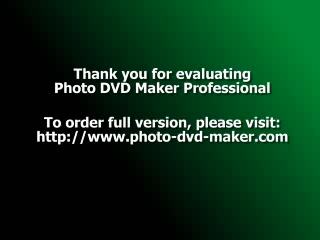 Thank you for evaluating
Photo DVD Maker Professional
To order full version, please visit:
http://www.photo-dvd-maker.com